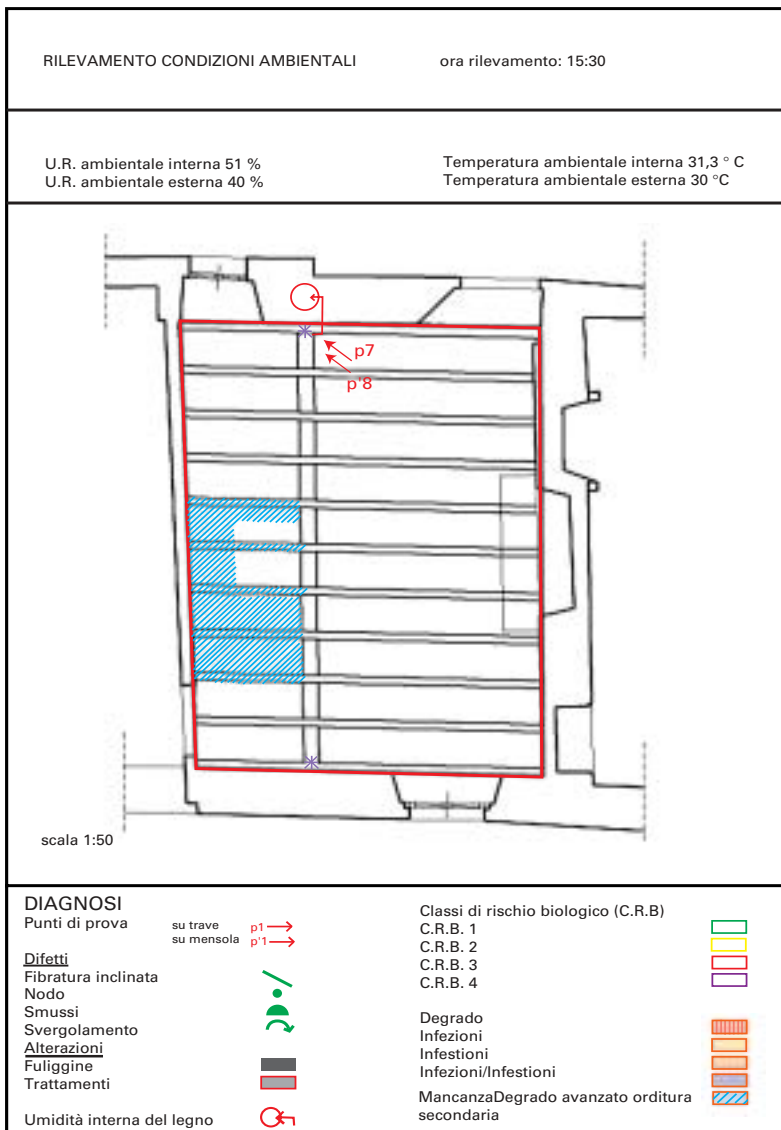 RILEVAMENTO CONDIZIONI AMBIENTALI ora rilevamento: 15:30
U.R. ambientale interna 51 % Temperatura ambientale interna 31,3 ° C
U.R. ambientale esterna 40 % Temperatura ambientale esterna 30 °C
p7
p'8
scala 1:50
DIAGNOSI
Punti di prova su trave p1
su mensola p'1
Difetti
Fibratura inclinata
Nodo
Smussi
Svergolamento
Alterazioni
Fuliggine
Trattamenti
Umidità interna del legno
Classi di rischio biologico (C.R.B)
C.R.B. 1
C.R.B. 2
C.R.B. 3
C.R.B. 4
Degrado
Infezioni
Infestioni
Infezioni/Infestioni
MancanzaDegrado avanzato orditura
secondaria